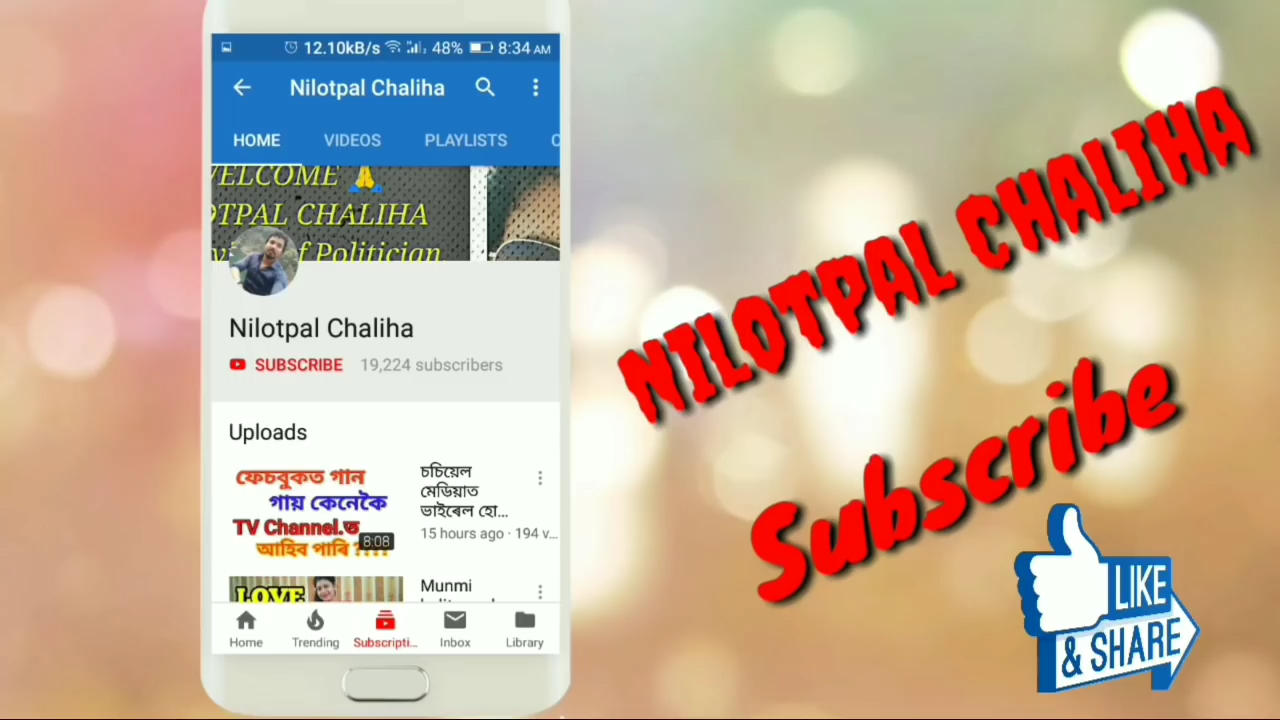 12.10kB/s 48% 8:34 AM
Nilotpal Chaliha
HOME VIDEOS PLAYLISTS C
VELCOME
OTPAL CHALIHA
f Politician
Nilotpal Chaliha
SUBSCRIBE 19,224 subscribers
Uploads
ফেচবুকত গান
গায় কেনেকৈ
TV Channel.ত
আহিব পাৰি ????
8:08
চচিয়েল
মেডিয়াত
ভাইৰেল হো...
15 hours ago · 194 v...
LOVE
Munmi
Home Trending Subscripti... Inbox Library
NILOTPAL CHALIHA
Subscribe
LIKE
& SHARE